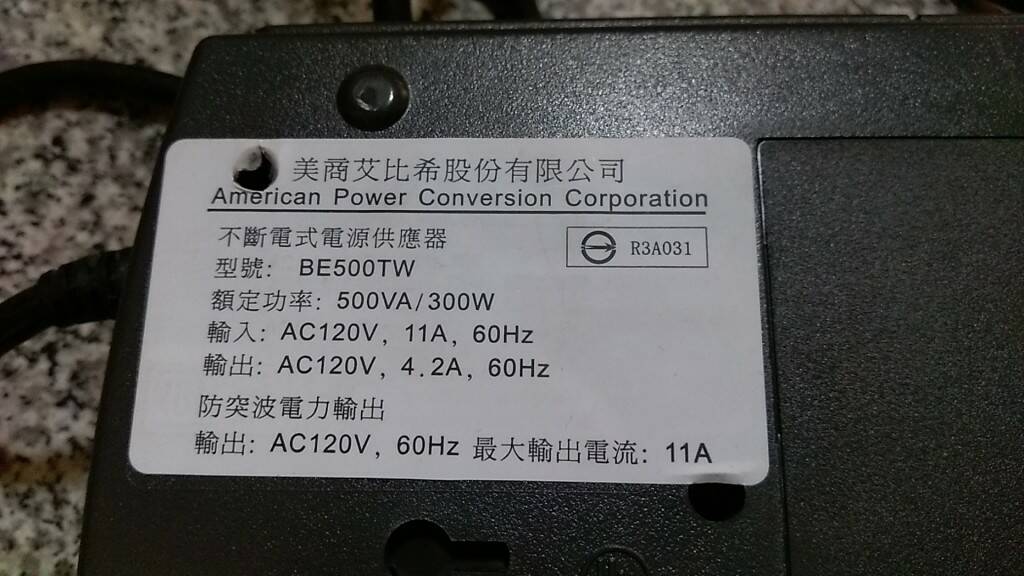 美商艾比希股份有限公司
American Power Conversion Corporation
不斷電式電源供應器
R3A031
型號: BE500TW
額定功率: 500VA/300W
輸入: AC120V, 11A, 60Hz
輸出: AC120V, 4.2A, 60Hz
防突波電力輸出
輸出: AC120V, 60Hz 最大輸出電流: 11A